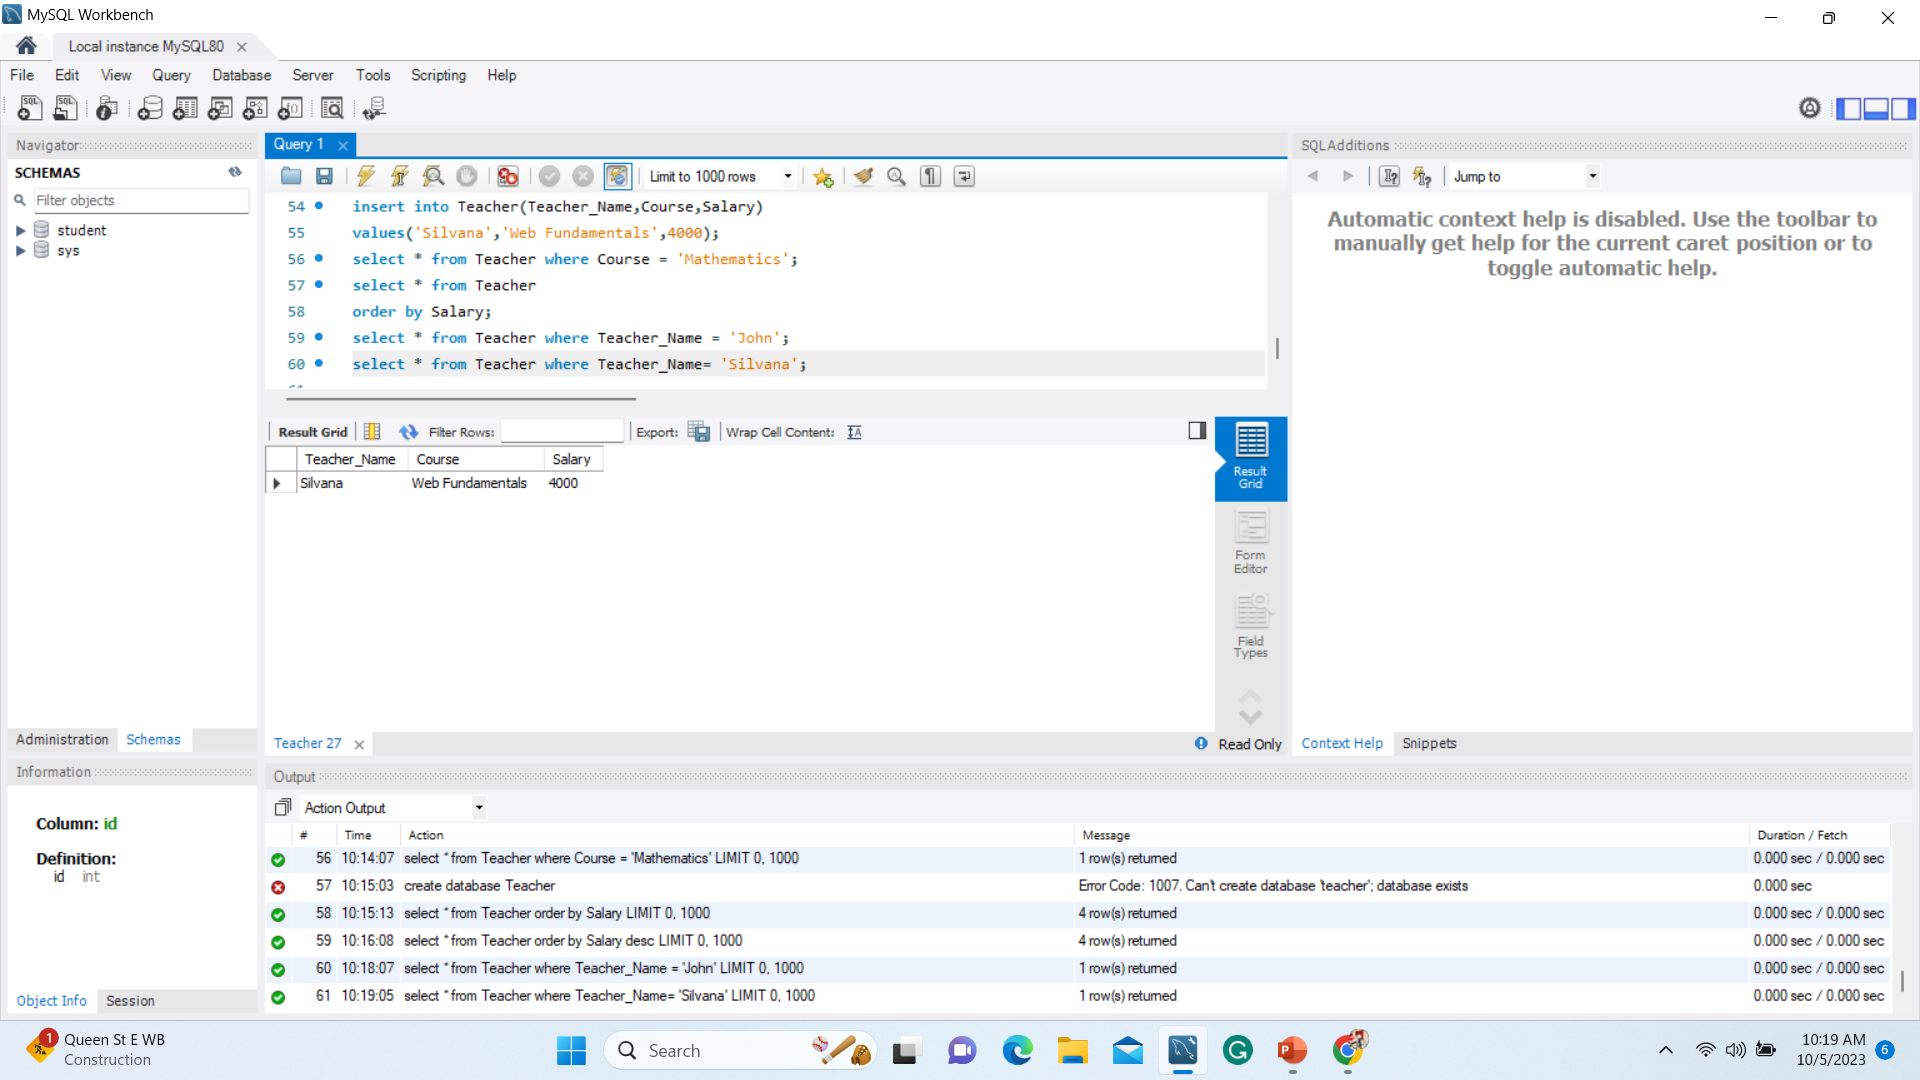 MySQL Workbench
Local instance MySQL80
File Edit View Query Database Server Tools Scripting Help
Navigator
SCHEMAS
Filter objects
student
sys
Administration Schemas
Information
Column: id
Definition:
id int
Object Info Session
Query 1
Limit to 1000 rows
54 insert into Teacher(Teacher_Name,Course,Salary)
55 values('Silvana','Web Fundamentals',4000);
56 select * from Teacher where Course = 'Mathematics';
57 select * from Teacher
58 order by Salary;
59 select * from Teacher where Teacher_Name = 'John';
60 select * from Teacher where Teacher_Name= 'Silvana';
Result Grid Filter Rows: Export: Wrap Cell Content:
Teacher_Name Course Salary
Silvana Web Fundamentals 4000
Result
Grid
Form
Editor
Field
Types
Teacher 27
Read Only
SQLAdditions
Jump to
Automatic context help is disabled. Use the toolbar to
manually get help for the current caret position or to
toggle automatic help.
Context Help Snippets
Output
Action Output
# Time Action Message Duration / Fetch
56 10:14:07 select * from Teacher where Course = 'Mathematics' LIMIT 0, 1000 1 row(s) returned 0.000 sec / 0.000 sec
57 10:15:03 create database Teacher Error Code: 1007. Can't create database 'teacher'; database exists 0.000 sec
58 10:15:13 select * from Teacher order by Salary LIMIT 0, 1000 4 row(s) returned 0.000 sec / 0.000 sec
59 10:16:08 select * from Teacher order by Salary desc LIMIT 0, 1000 4 row(s) returned 0.000 sec / 0.000 sec
60 10:18:07 select * from Teacher where Teacher_Name = 'John' LIMIT 0, 1000 1 row(s) returned 0.000 sec / 0.000 sec
61 10:19:05 select * from Teacher where Teacher_Name= 'Silvana' LIMIT 0, 1000 1 row(s) returned 0.000 sec / 0.000 sec
1
Queen St E WB
Construction
Search
10:19 AM
10/5/2023
6